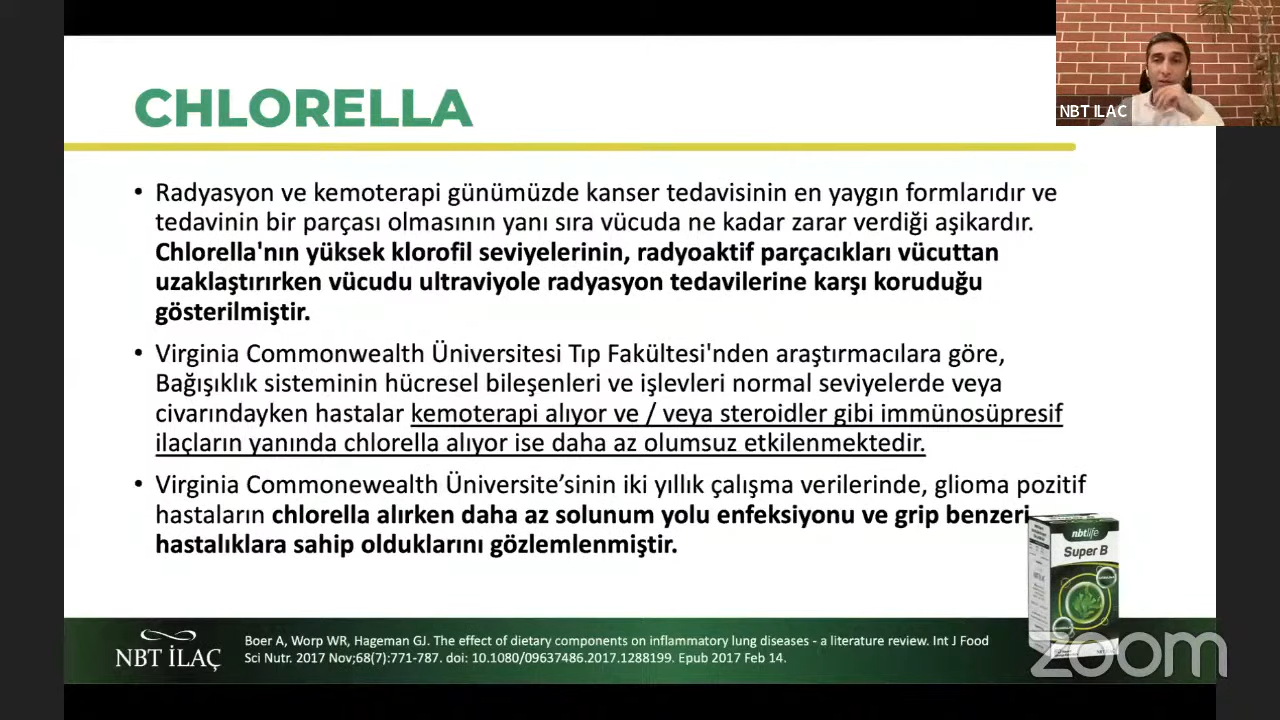 CHLORELLA
NBT ILAC
• Radyasyon ve kemoterapi günümüzde kanser tedavisinin en yaygın formlarıdır ve
tedavinin bir parçası olmasının yanı sıra vücuda ne kadar zarar verdiği aşikardır.
Chlorella'nın yüksek klorofil seviyelerinin, radyoaktif parçacıkları vücuttan
uzaklaştırırken vücudu ultraviyole radyasyon tedavilerine karşı koruduğu
gösterilmiştir.
• Virginia Commonwealth Üniversitesi Tıp Fakültesi'nden araştırmacılara göre,
Bağışıklık sisteminin hücresel bileşenleri ve işlevleri normal seviyelerde veya
civarındayken hastalar kemoterapi alıyor ve / veya steroidler gibi immünosüpresif
ilaçların yanında chlorella alıyor ise daha az olumsuz etkilenmektedir.
• Virginia Commonewealth Üniversite’sinin iki yıllık çalışma verilerinde, glioma pozitif
hastaların chlorella alırken daha az solunum yolu enfeksiyonu ve grip benzeri
hastalıklara sahip olduklarını gözlemlenmiştir.
nbtlife
Super B
NBT İLAÇ
Boer A, Worp WR, Hageman GJ. The effect of dietary components on inflammatory lung diseases - a literature review. Int J Food
Sci Nutr. 2017 Nov;68(7):771-787. doi: 10.1080/09637486.2017.1288199. Epub 2017 Feb 14.
zoom